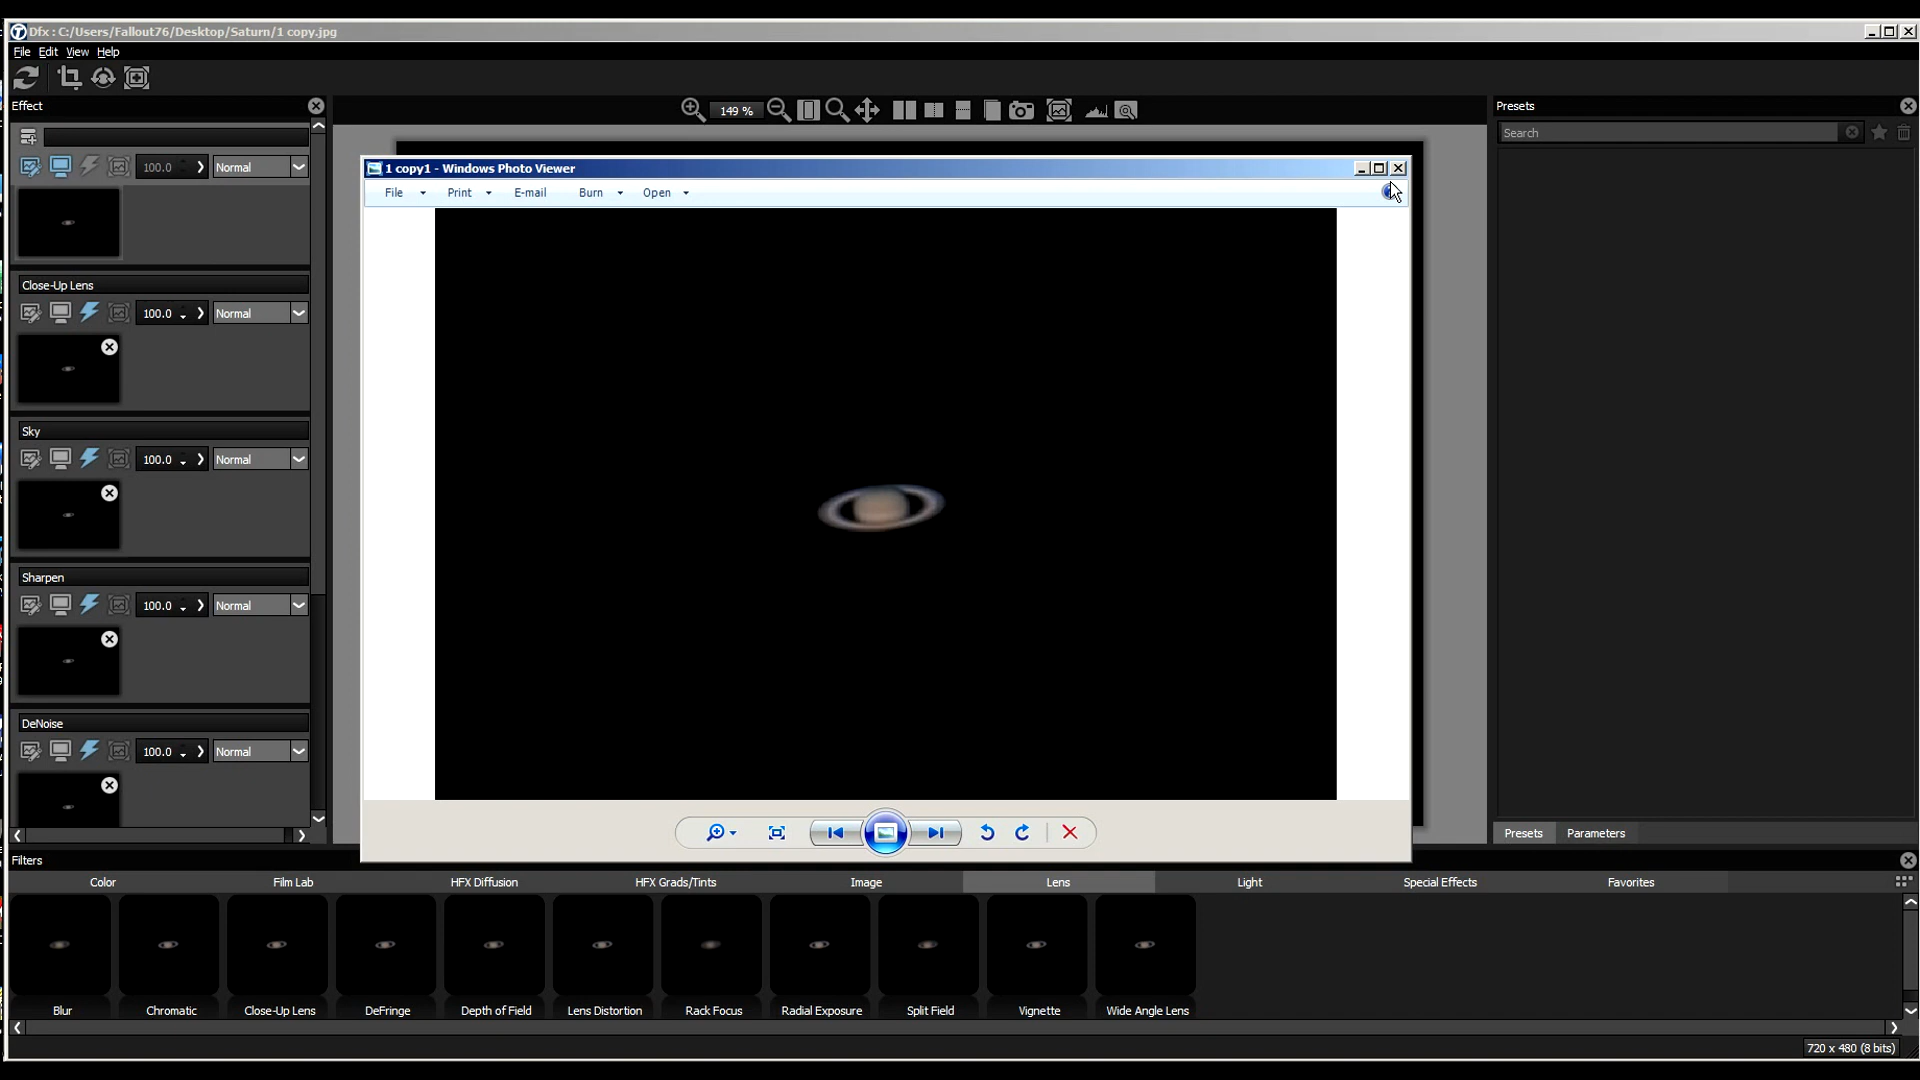 Dfx : C:/Users/Fallout76/Desktop/Saturn/1 copy.jpg
File Edit View Help
Effect
149 %
Presets
Search
100.0 Normal
1 copy1 - Windows Photo Viewer
File Print E-mail Burn Open
Close-Up Lens
100.0 Normal
Sky
100.0 Normal
Sharpen
100.0 Normal
DeNoise
100.0 Normal
Presets Parameters
Filters
Color Film Lab HFX Diffusion HFX Grads/Tints Image Lens Light Special Effects Favorites
Blur Chromatic Close-Up Lens DeFringe Depth of Field Lens Distortion Rack Focus Radial Exposure Split Field Vignette Wide Angle Lens
720 x 480 (8 bits)